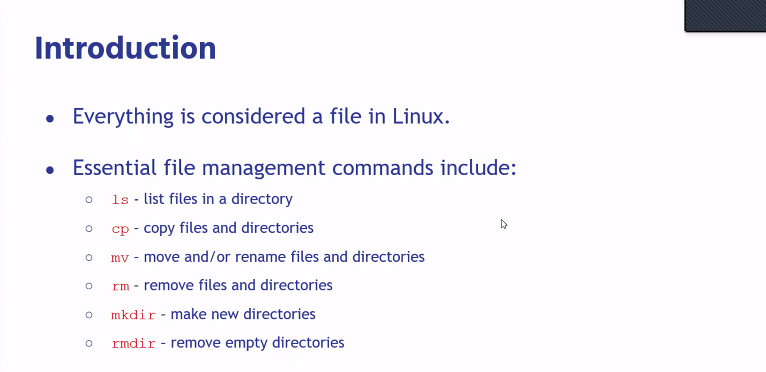 Introduction
● Everything is considered a file in Linux.
● Essential file management commands include:
○ ls - list files in a directory
○ cp – copy files and directories
○ mv – move and/or rename files and directories
○ rm – remove files and directories
○ mkdir – make new directories
○ rmdir – remove empty directories